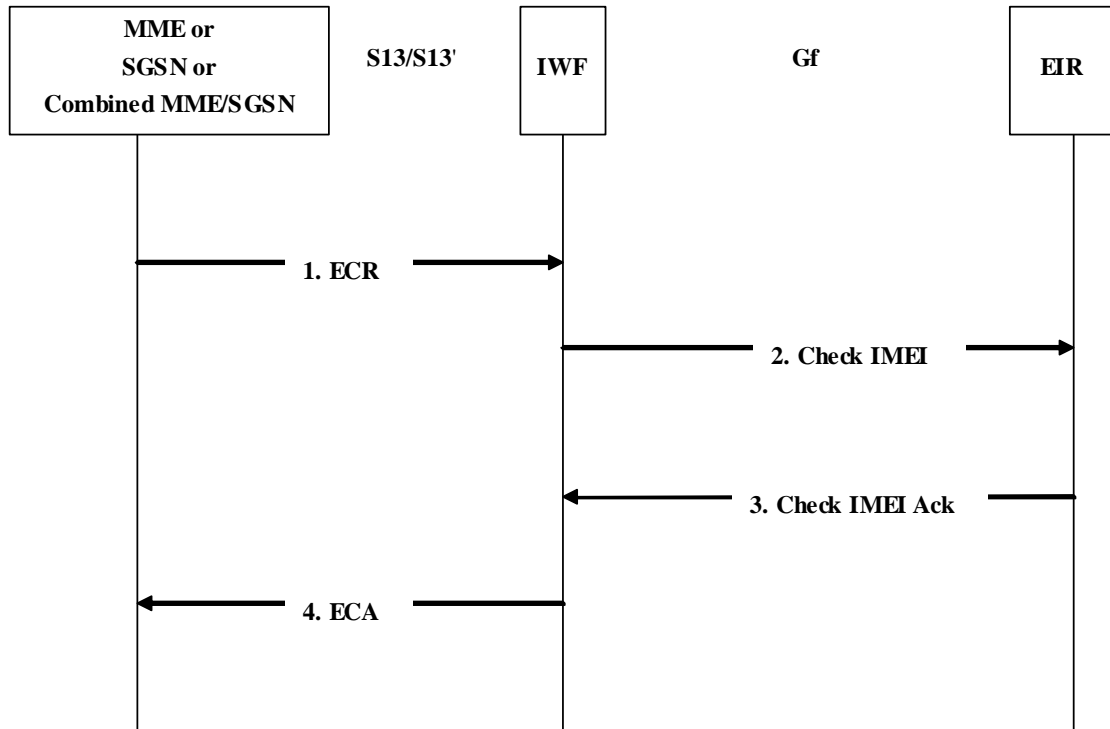 MME or
SGSN or
Combined MME/SGSN
S13/S13'
IWF
Gf
EIR
1. ECR
2. Check IMEI
3. Check IMEI Ack
4. ECA